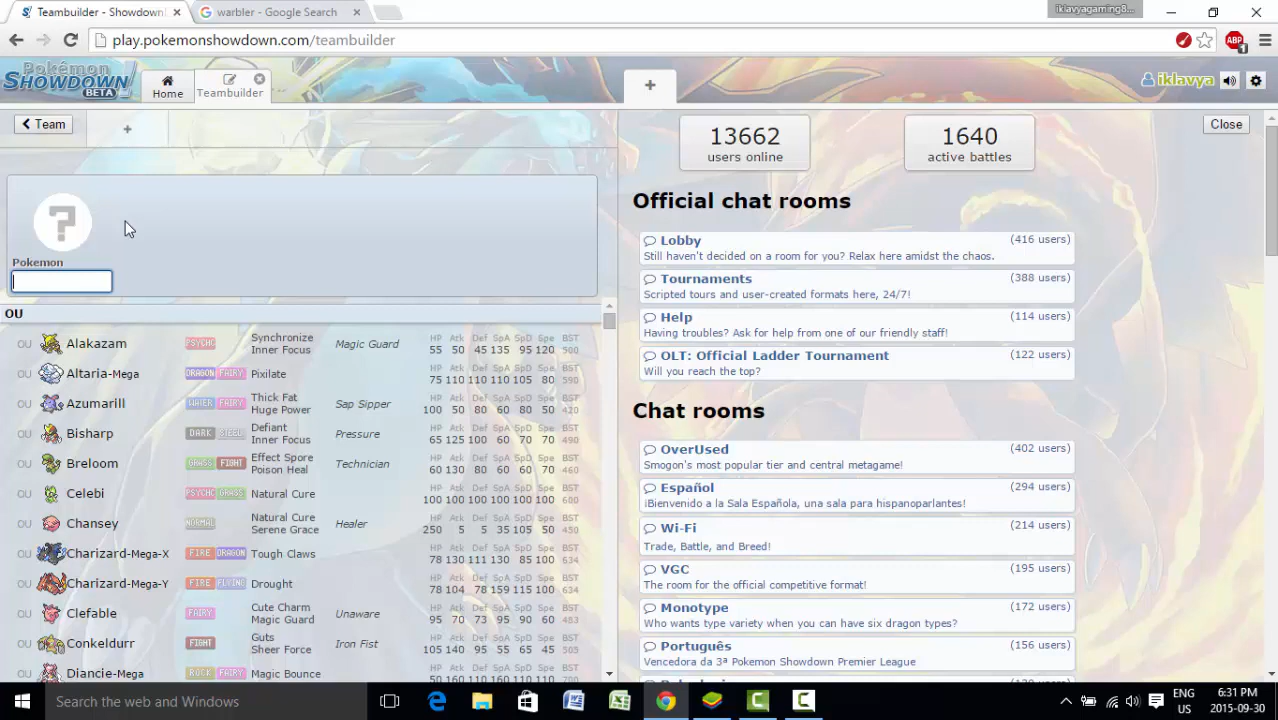 Teambuilder - Showdown!
warbler - Google Search
iklavyagaming8...
play.pokemonshowdown.com/teambuilder
ABP
1
Pokémon
SHOWDOWN
BETA
Home
Teambuilder
+
iklavya
Team
+
13662
users online
1640
active battles
Close
Official chat rooms
Lobby (416 users)
Still haven't decided on a room for you? Relax here amidst the chaos.
Tournaments (388 users)
Scripted tours and user-created formats here, 24/7!
Help (114 users)
Having troubles? Ask for help from one of our friendly staff!
OLT: Official Ladder Tournament (122 users)
Will you reach the top?
Chat rooms
OverUsed (402 users)
Smogon's most popular tier and central metagame!
Español (294 users)
¡Bienvenido a la Sala Española, una sala para hispanoparlantes!
Wi-Fi (214 users)
Trade, Battle, and Breed!
VGC (195 users)
The room for the official competitive format!
Monotype (172 users)
Who wants type variety when you can have six dragon types?
Português (156 users)
Vencedora da 3ª Pokemon Showdown Premier League
?
Pokemon
OU
OU Alakazam PSYCHC Synchronize Inner Focus Magic Guard HP 55 Atk 50 Def 45 SpA 135 SpD 95 Spe 120 BST 500
OU Altaria-Mega DRAGON FAIRY Pixilate HP 75 Atk 110 Def 110 SpA 110 SpD 105 Spe 80 BST 590
OU Azumarill WATER FAIRY Thick Fat Huge Power Sap Sipper HP 100 Atk 50 Def 80 SpA 60 SpD 80 Spe 50 BST 420
OU Bisharp DARK STEEL Defiant Inner Focus Pressure HP 65 Atk 125 Def 100 SpA 60 SpD 70 Spe 70 BST 490
OU Breloom GRASS FIGHT Effect Spore Poison Heal Technician HP 60 Atk 130 Def 80 SpA 60 SpD 60 Spe 70 BST 460
OU Celebi PSYCHC GRASS Natural Cure HP 100 Atk 100 Def 100 SpA 100 SpD 100 Spe 100 BST 600
OU Chansey NORMAL Natural Cure Serene Grace Healer HP 250 Atk 5 Def 5 SpA 35 SpD 105 Spe 50 BST 450
OU Charizard-Mega-X FIRE DRAGON Tough Claws HP 78 Atk 130 Def 111 SpA 130 SpD 85 Spe 100 BST 634
OU Charizard-Mega-Y FIRE FLYING Drought HP 78 Atk 104 Def 78 SpA 159 SpD 115 Spe 100 BST 634
OU Clefable FAIRY Cute Charm Magic Guard Unaware HP 95 Atk 70 Def 73 SpA 95 SpD 90 Spe 60 BST 483
OU Conkeldurr FIGHT Guts Sheer Force Iron Fist HP 105 Atk 140 Def 95 SpA 55 SpD 65 Spe 45 BST 505
OU Diancie-Mega ROCK FAIRY Magic Bounce HP Atk Def SpA SpD Spe BST
Search the web and Windows
ENG
US
6:31 PM
2015-09-30